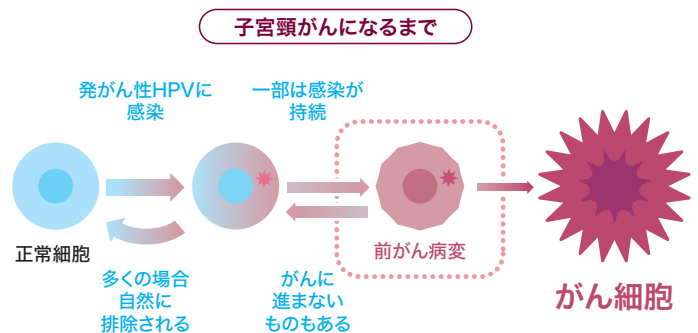 子宮頸がんになるまで
発がん性HPVに
感染
一部は感染が
持続
正常細胞
前がん病変
多くの場合
自然に
排除される
がんに
進まない
ものもある
がん細胞